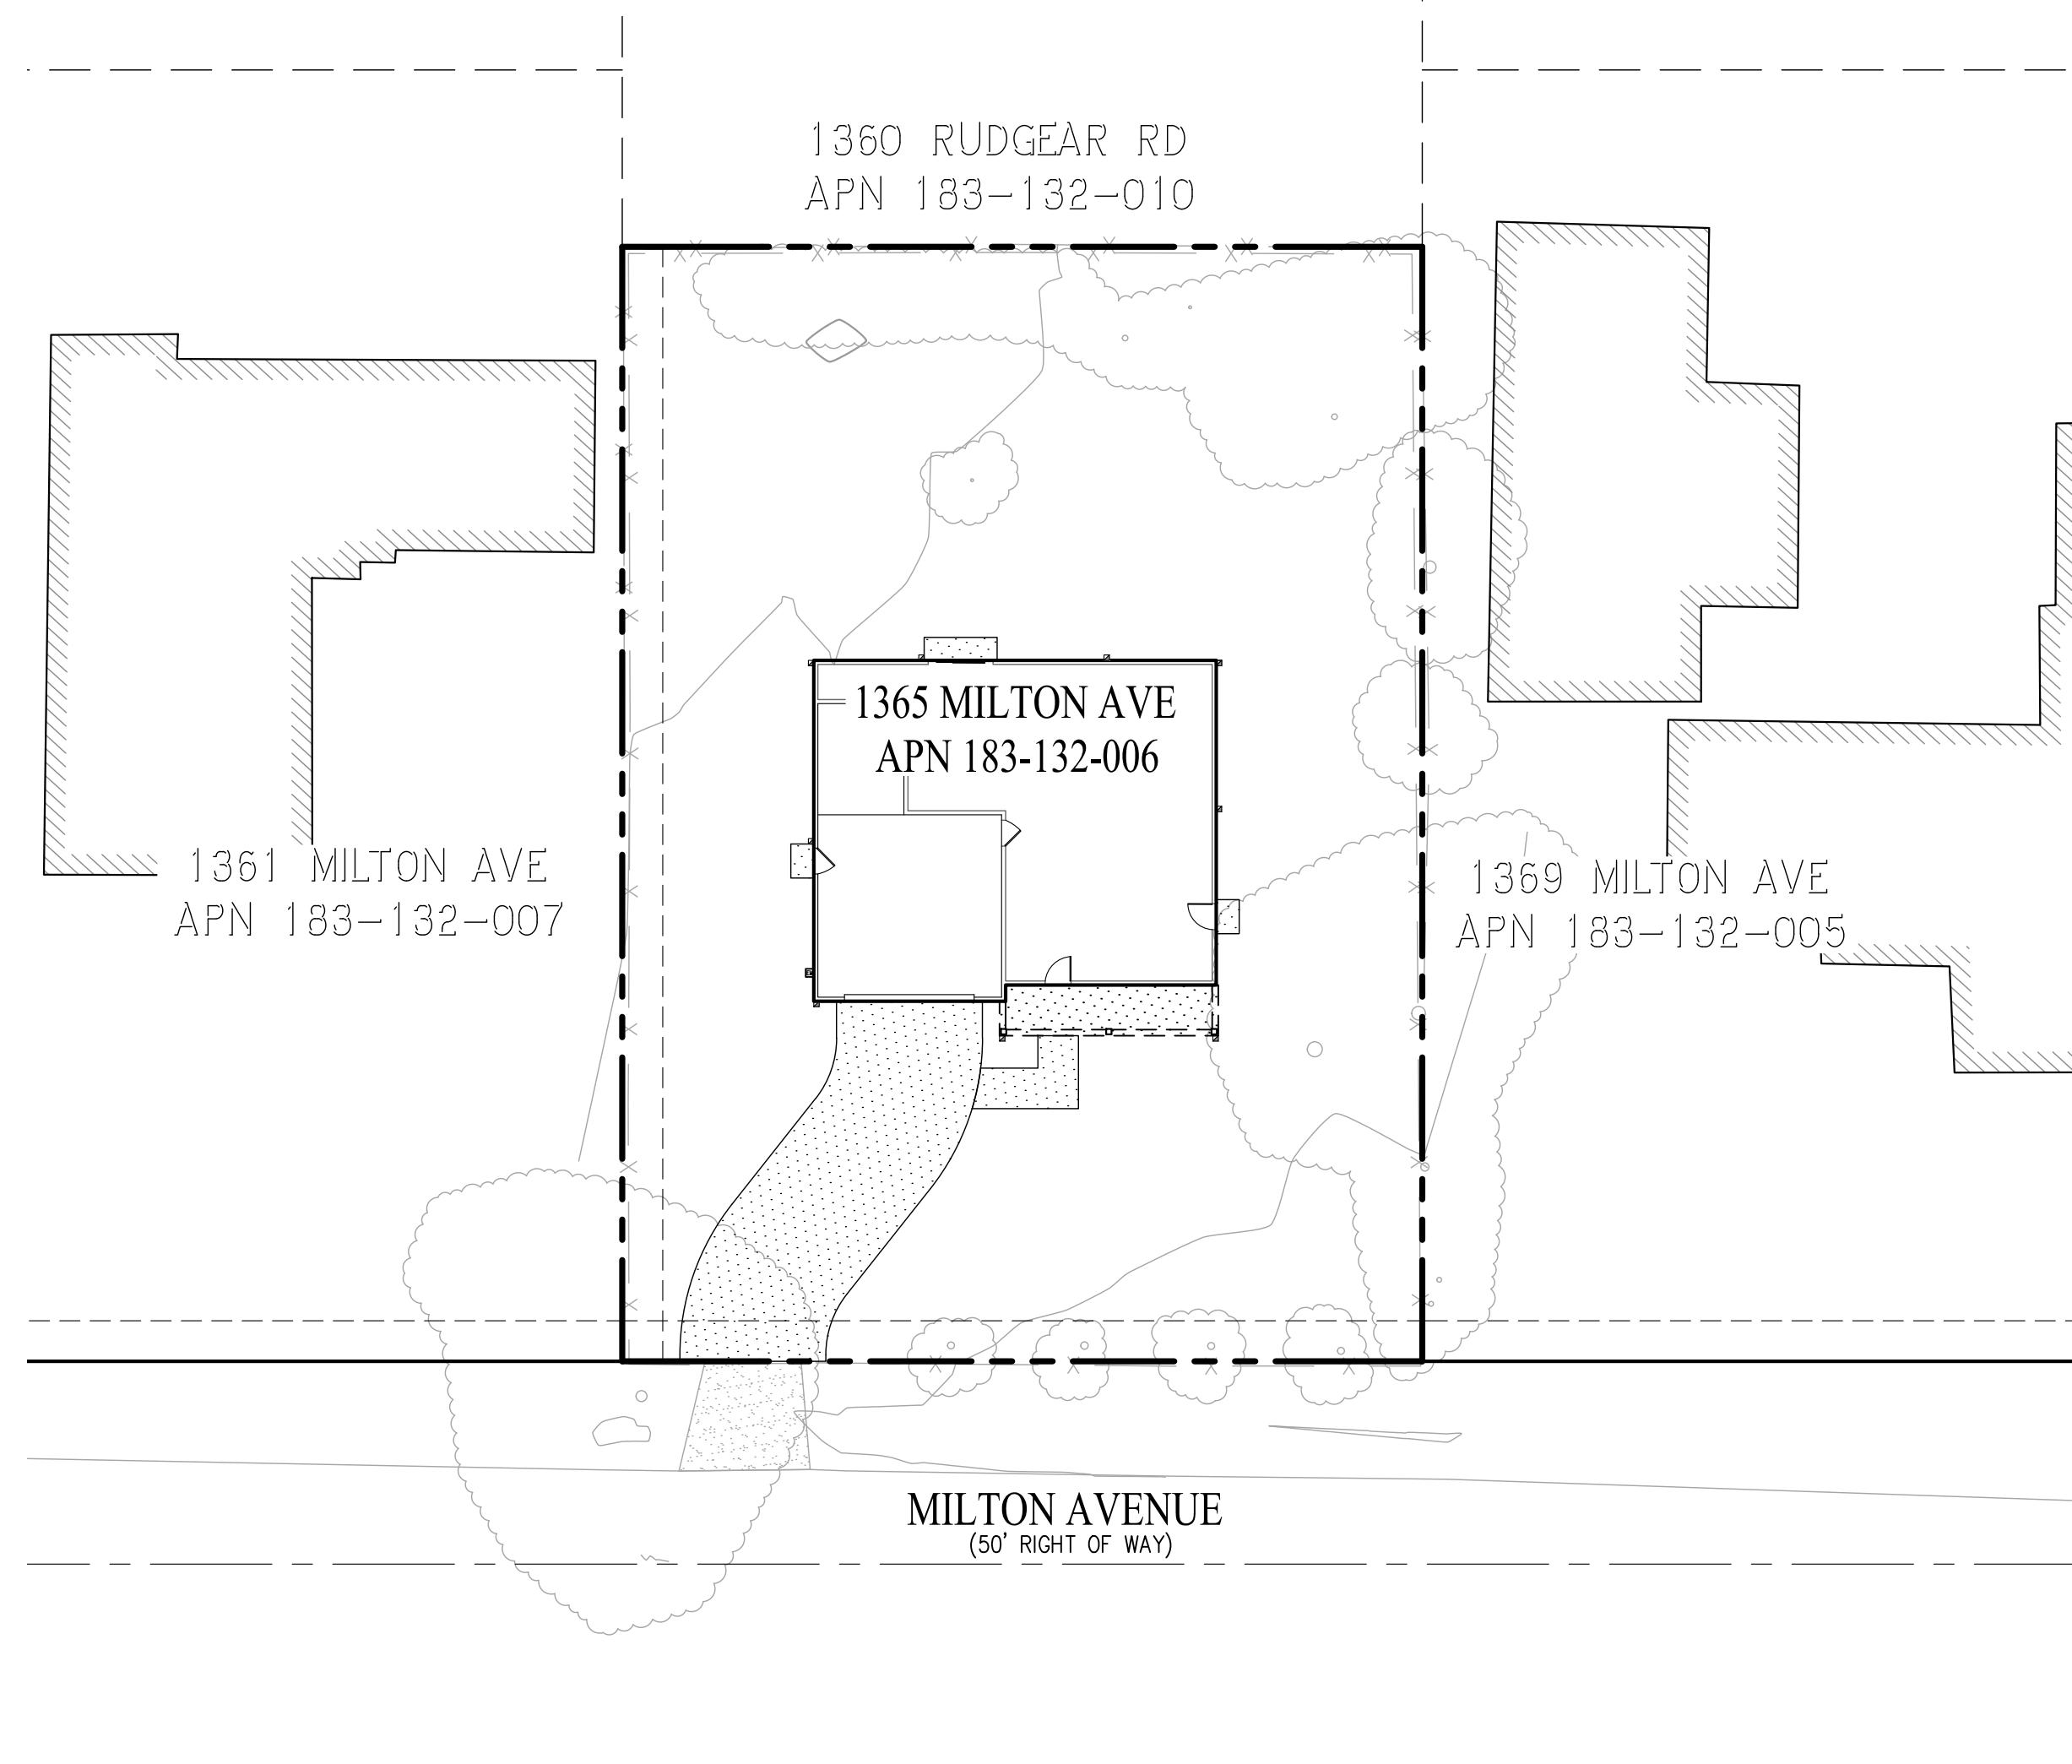 1360 RUDGEAR RD
APN 183-132-010
1365 MILTON AVE
APN 183-132-006
1361 MILTON AVE
APN 183-132-007
1369 MILTON AVE
APN 183-132-005
MILTON AVENUE
(50' RIGHT OF WAY)